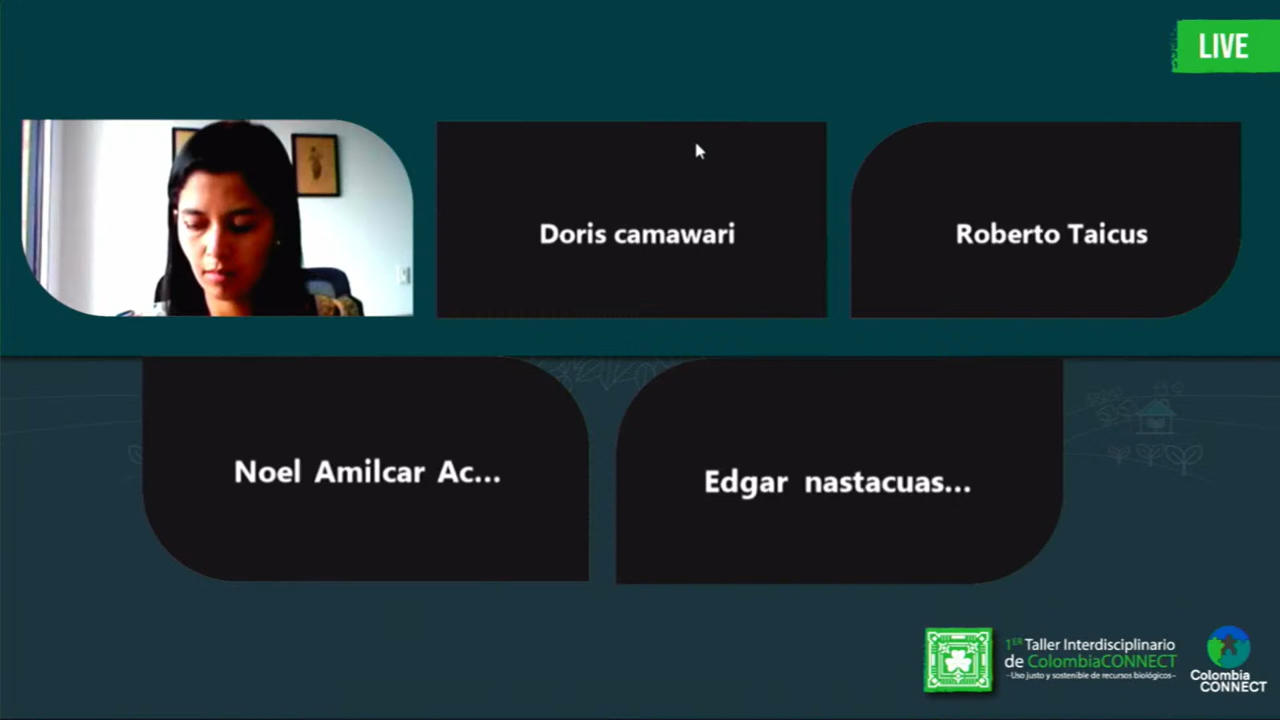 LIVE
Doris camawari
Roberto Taicus
Noel Amilcar Ac...
Edgar nastacuas...
1ER Taller Interdisciplinario
de ColombiaCONNECT
-Uso justo y sostenible de recursos biológicos-
Colombia
CONNECT